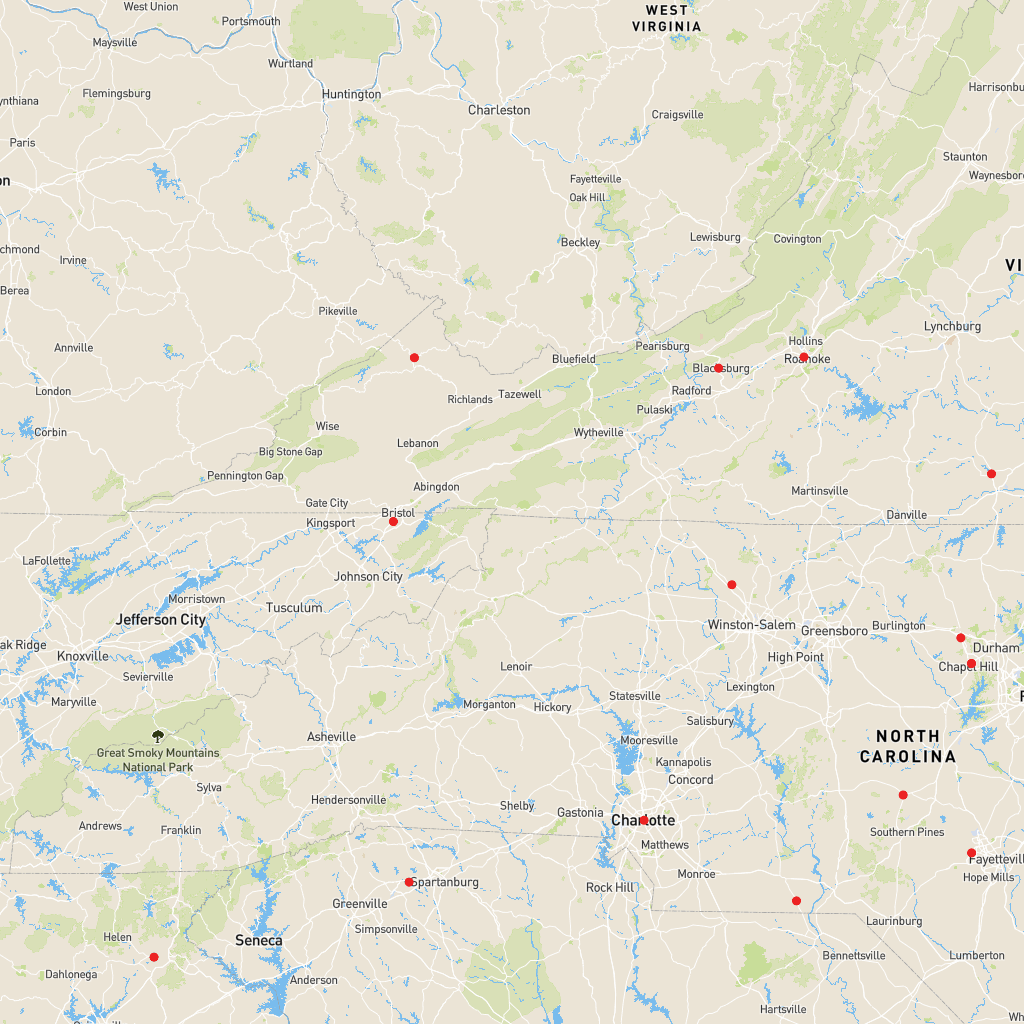 West Union
WEST
VIRGINIA
Portsmouth
Maysville
Wurtland
Huntington
Flemingsburg
Harrisonbu
Charleston
Craigsville
Paris
Staunton
Waynesboro
Fayetteville
Oak Hill
Irvine
Beckley
Lewisburg
Covington
Berea
Pikeville
Lynchburg
Annville
Hollins
Roanoke
Pearisburg
Bluefield
Blacksburg
London
Tazewell
Richlands
Radford
Pulaski
Corbin
Wise
Lebanon
Wytheville
Big Stone Gap
Pennington Gap
Abingdon
Martinsville
Gate City
Bristol
Kingsport
Danville
LaFollette
Johnson City
Morristown
Tusculum
Jefferson City
Winston-Salem
Greensboro
Burlington
ak Ridge
Knoxville
High Point
Durham
Chapel Hill
Sevierville
Lenoir
Maryville
Statesville
Lexington
Morganton
Hickory
Salisbury
Asheville
Mooresville
NORTH
CAROLINA
Great Smoky Mountains
National Park
Kannapolis
Concord
Sylva
Hendersonville
Shelby
Gastonia
Charlotte
Andrews
Franklin
Southern Pines
Matthews
Fayetteville
Monroe
Hope Mills
Spartanburg
Rock Hill
Greenville
Simpsonville
Laurinburg
Helen
Seneca
Dahlonega
Anderson
Bennettsville
Lumberton
Hartsville